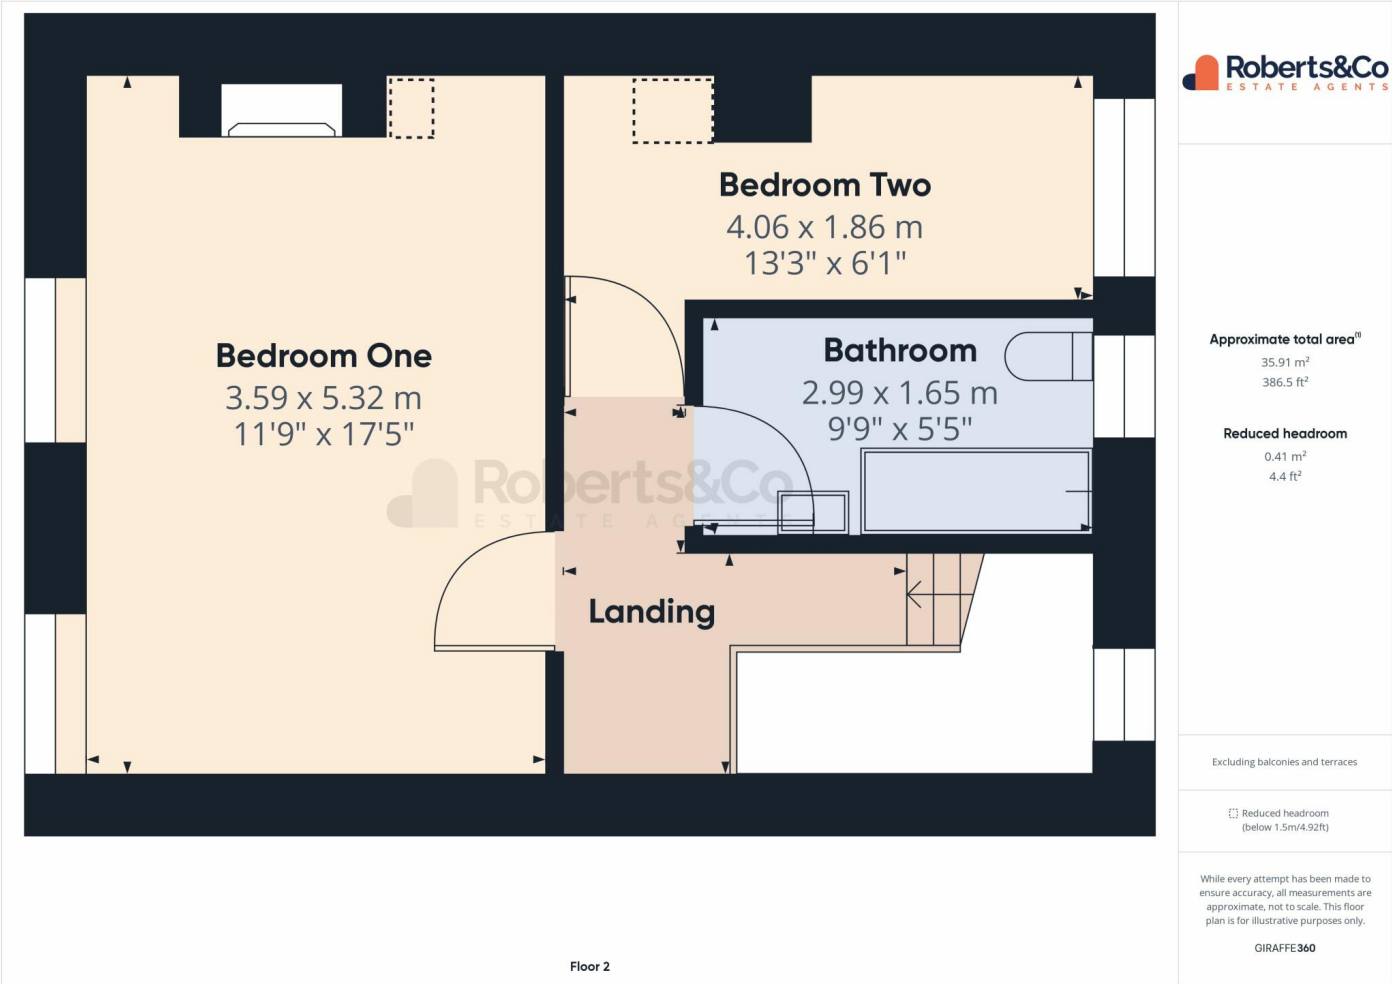 Bedroom One
3.59 x 5.32 m
11'9" x 17'5"
Bedroom Two
4.06 x 1.86 m
13'3" x 6'1"
Bathroom
2.99 x 1.65 m
9'9" x 5'5"
Roberts&Co
ESTATE AGENTS
Landing
Floor 2
Roberts&Co
ESTATE AGENTS
Approximate total area⁽¹⁾
35.91 m²
386.5 ft²
Reduced headroom
0.41 m²
4.4 ft²
Excluding balconies and terraces
Reduced headroom
(below 1.5m/4.92ft)
While every attempt has been made to
ensure accuracy, all measurements are
approximate, not to scale. This floor
plan is for illustrative purposes only.
GIRAFFE360